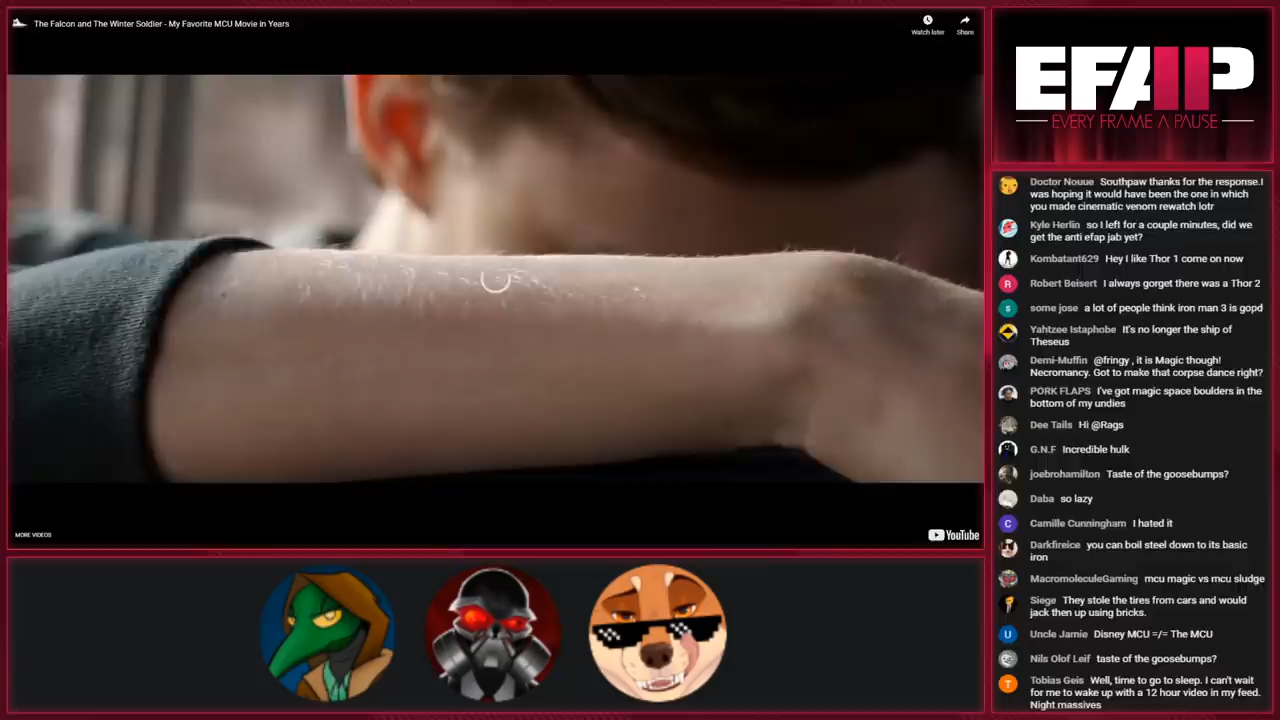 The Falcon and The Winter Soldier - My Favorite MCU Movie in Years
Watch later
Share
MORE VIDEOS
YouTube
EFAP
EVERY FRAME A PAUSE
Doctor Nouue Southpaw thanks for the response.I
was hoping it would have been the one in which
you made cinematic venom rewatch lotr
Kyle Herlin so I left for a couple minutes, did we
get the anti efap jab yet?
Kombatant629 Hey I like Thor 1 come on now
R
Robert Beisert I always gorget there was a Thor 2
s
some jose a lot of people think iron man 3 is gopd
Yahtzee Istaphobe It's no longer the ship of
Theseus
Demi-Muffin @fringy , it is Magic though!
Necromancy. Got to make that corpse dance right?
PORK FLAPS I've got magic space boulders in the
bottom of my undies
Dee Tails Hi @Rags
G.N.F Incredible hulk
joebrohamilton Taste of the goosebumps?
Daba so lazy
C
Camille Cunningham I hated it
Darkfireice you can boil steel down to its basic
iron
MacromoleculeGaming mcu magic vs mcu sludge
Siege They stole the tires from cars and would
jack then up using bricks.
U
Uncle Jamie Disney MCU =/= The MCU
Nils Olof Leif taste of the goosebumps?
T
Tobias Geis Well, time to go to sleep. I can't wait
for me to wake up with a 12 hour video in my feed.
Night massives